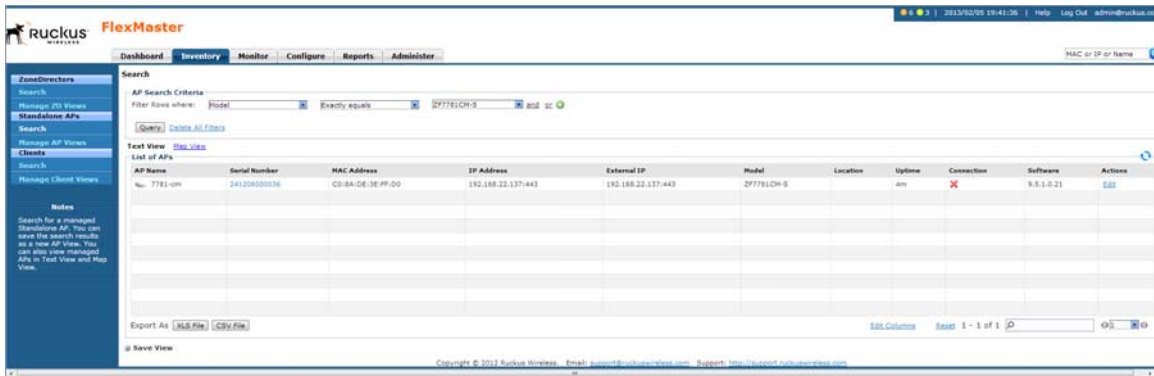 6 3 | 2013/02/05 19:41:36 | Help Log Out admin@ruckus.co
Ruckus WIRELESS FlexMaster
Dashboard Inventory Monitor Configure Reports Administer MAC or IP or Name
ZoneDirectors
Search
Manage ZD Views
Standalone APs
Search
Manage AP Views
Clients
Search
Manage Client Views
Notes
Search for a managed
Standalone AP. You can
save the search results
as a new AP View. You
can also view managed
APs in Text View and Map
View.
Search
AP Search Criteria
Filter Rows where: Model Exactly equals ZF7781CM-S and or
Query Delete All Filters
Text View Map View
List of APs
AP Name Serial Number MAC Address IP Address External IP Model Location Uptime Connection Software Actions
7781-cm 241206000036 C0:8A:DE:3E:FF:D0 192.168.22.137:443 192.168.22.137:443 ZF7781CM-S 4m 9.5.1.0.21 Edit
Export As XLS File CSV File Edit Columns Reset 1 - 1 of 1
Save View
Copyright © 2012 Ruckus Wireless. Email: support@ruckuswireless.com Support: http://support.ruckuswireless.com